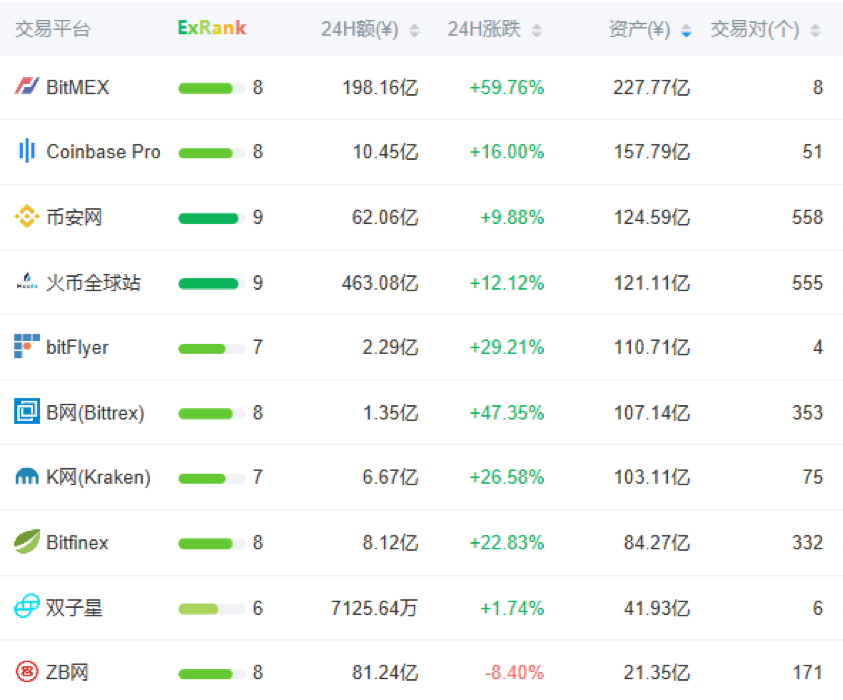 交易平台 ExRank 24H额(¥) 24H涨跌 资产(¥) 交易对(个)
BitMEX 8 198.16亿 +59.76% 227.77亿 8
Coinbase Pro 8 10.45亿 +16.00% 157.79亿 51
币安网 9 62.06亿 +9.88% 124.59亿 558
火币全球站 9 463.08亿 +12.12% 121.11亿 555
bitFlyer 7 2.29亿 +29.21% 110.71亿 4
B网(Bittrex) 8 1.35亿 +47.35% 107.14亿 353
K网(Kraken) 7 6.67亿 +26.58% 103.11亿 75
Bitfinex 8 8.12亿 +22.83% 84.27亿 332
双子星 6 7125.64万 +1.74% 41.93亿 6
ZB网 8 81.24亿 -8.40% 21.35亿 171